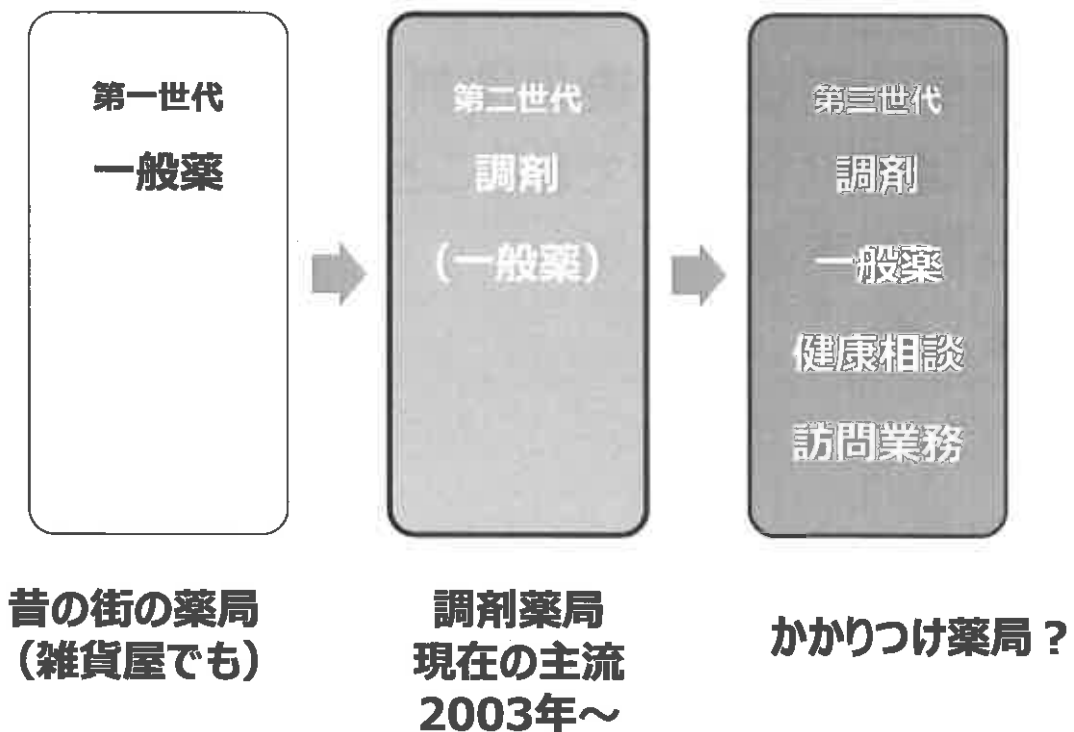 第一世代
一般薬
第二世代
調剤
（一般薬）
第三世代
調剤
一般薬
健康相談
訪問業務
昔の街の薬局
（雑貨屋でも）
調剤薬局
現在の主流
2003年～
かかりつけ薬局？